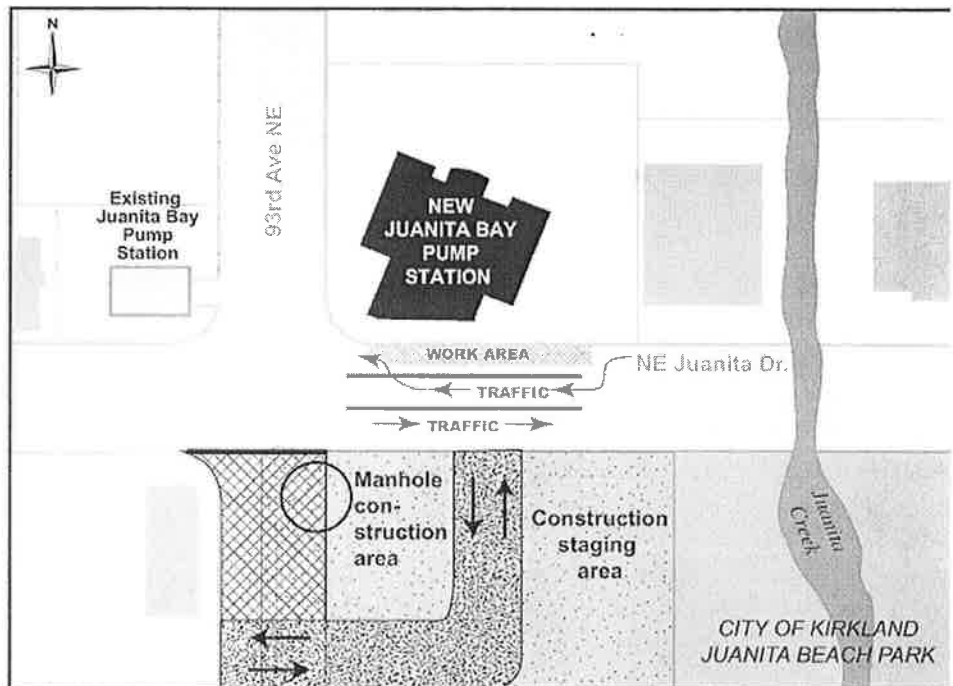 N
93rd Ave NE
Existing
Juanita Bay
Pump
Station
NEW
JUANITA BAY
PUMP
STATION
WORK AREA
NE Juanita Dr.
TRAFFIC
TRAFFIC
Manhole
con-
struction
area
Construction
staging
area
Juanita
Creek
CITY OF KIRKLAND
JUANITA BEACH PARK